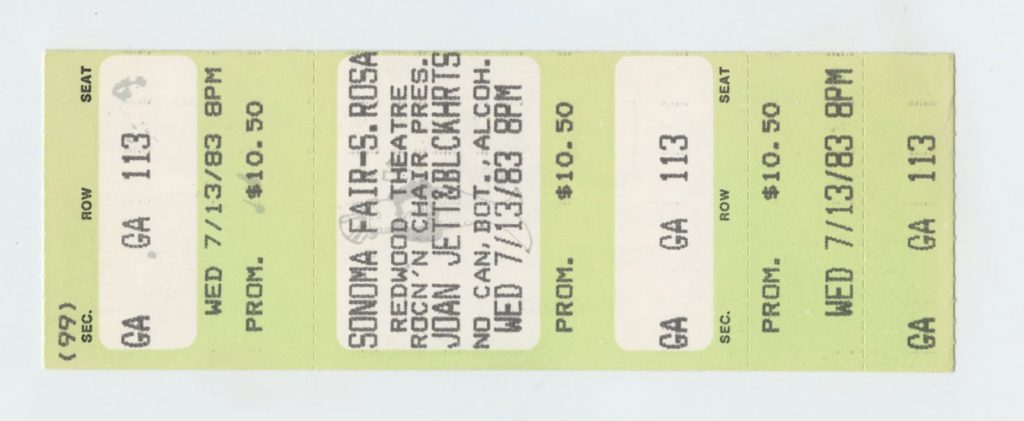 (99)
SEC. ROW SEAT
GA GA 113
WED 7/13/83 8PM
PROM. $10.50
SONOMA FAIR-S.ROSA
REDWOOD THEATRE
ROCN'N CHAIR PRES.
JOAN JETT&BLCKHRTS
NO CAN,BOT.,ALCOH.
WED 7/13/83 8PM
PROM. $10.50
GA GA 113
SEC. ROW SEAT
PROM. $10.50
WED 7/13/83 8PM
GA GA 113